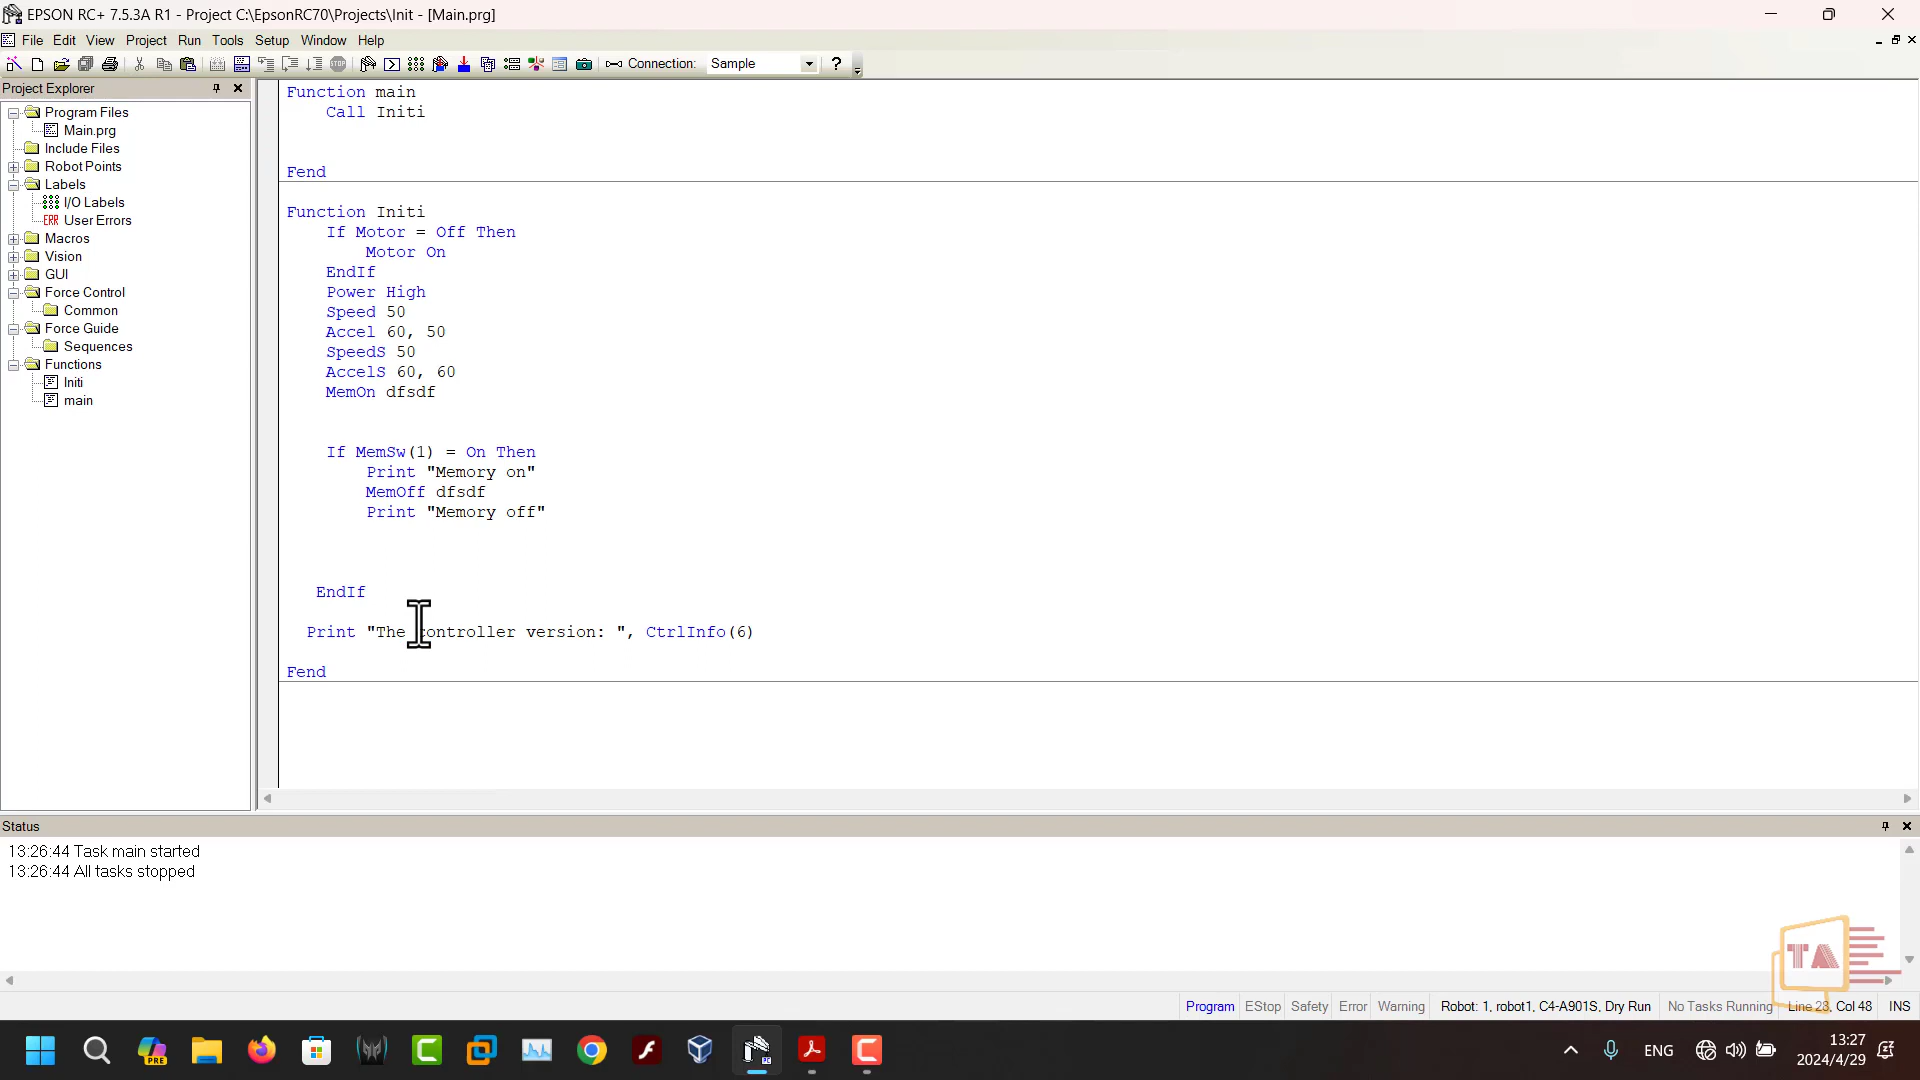 EPSON RC+ 7.5.3A R1 - Project C:\EpsonRC70\Projects\Init - [Main.prg]
File Edit View Project Run Tools Setup Window Help
Connection: Sample
Project Explorer
Program Files
Main.prg
Include Files
Robot Points
Labels
I/O Labels
ERR User Errors
Macros
Vision
GUI
Force Control
Common
Force Guide
Sequences
Functions
Initi
main
Function main
Call Initi
Fend
Function Initi
If Motor = Off Then
Motor On
EndIf
Power High
Speed 50
Accel 60, 50
SpeedS 50
AccelS 60, 60
MemOn dfsdf
If MemSw(1) = On Then
Print "Memory on"
MemOff dfsdf
Print "Memory off"
EndIf
Print "The controller version: ", CtrlInfo(6)
Fend
Status
13:26:44 Task main started
13:26:44 All tasks stopped
TA
Program EStop Safety Error Warning Robot: 1, robot1, C4-A901S, Dry Run No Tasks Running Line 23, Col 48 INS
PRE
ENG
13:27
2024/4/29